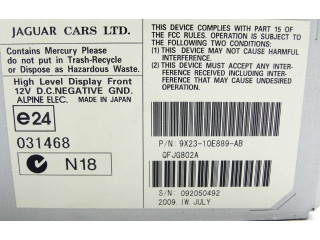 JAGUAR CARS LTD.
Contains Mercury Please
do not put in Trash-Recycle
or Dispose as Hazardous Waste.
High Level Display Front
12V D.C.NEGATIVE GND.
ALPINE ELEC. MADE IN JAPAN
e24
031468
N18
THIS DEVICE COMPLIES WITH PART 15 OF
THE FCC RULES. OPERATION IS SUBJECT TO
THE FOLLOWING TWO CONDITIONS:
(1) THIS DEVICE MAY NOT CAUSE HARMFUL
INTERFERENCE.
(2) THIS DEVICE MUST ACCEPT ANY INTER-
FERENCE RECEIVED INCLUDING INTERFER-
ENCE THAT MAY CAUSE UNDESIRED
OPERATION.
P/N: 9X23-10E889-AB
QFJGB02A
S/N: 092050492
2009. IW. JULY